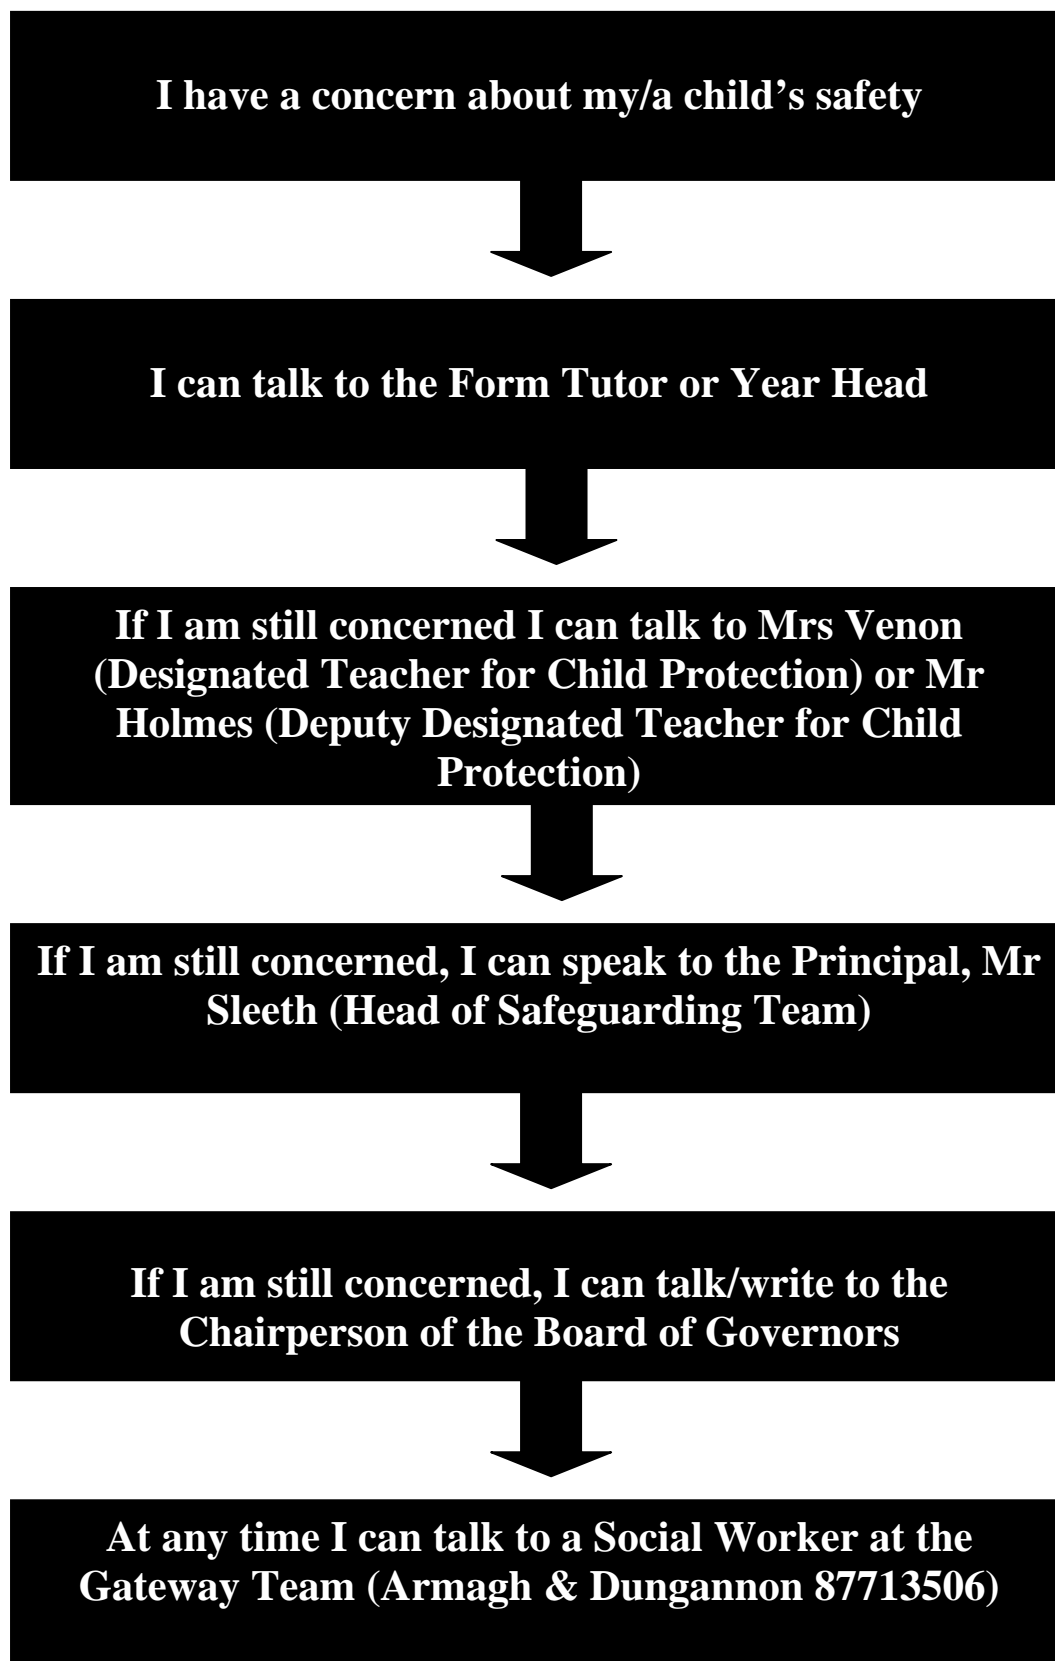 I have a concern about my/a child’s safety
I can talk to the Form Tutor or Year Head
If I am still concerned I can talk to Mrs Venon
(Designated Teacher for Child Protection) or Mr
Holmes (Deputy Designated Teacher for Child
Protection)
If I am still concerned, I can speak to the Principal, Mr
Sleeth (Head of Safeguarding Team)
If I am still concerned, I can talk/write to the
Chairperson of the Board of Governors
At any time I can talk to a Social Worker at the
Gateway Team (Armagh & Dungannon 87713506)